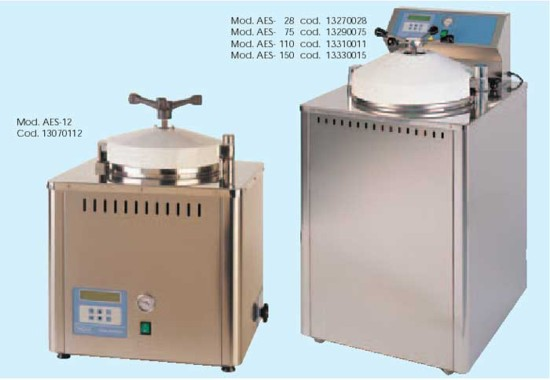 Mod. AES- 28 cod. 13270028
Mod. AES- 75 cod. 13290075
Mod. AES- 110 cod. 13310011
Mod. AES- 150 cod. 13330015
Mod. AES-12
Cod. 13070112